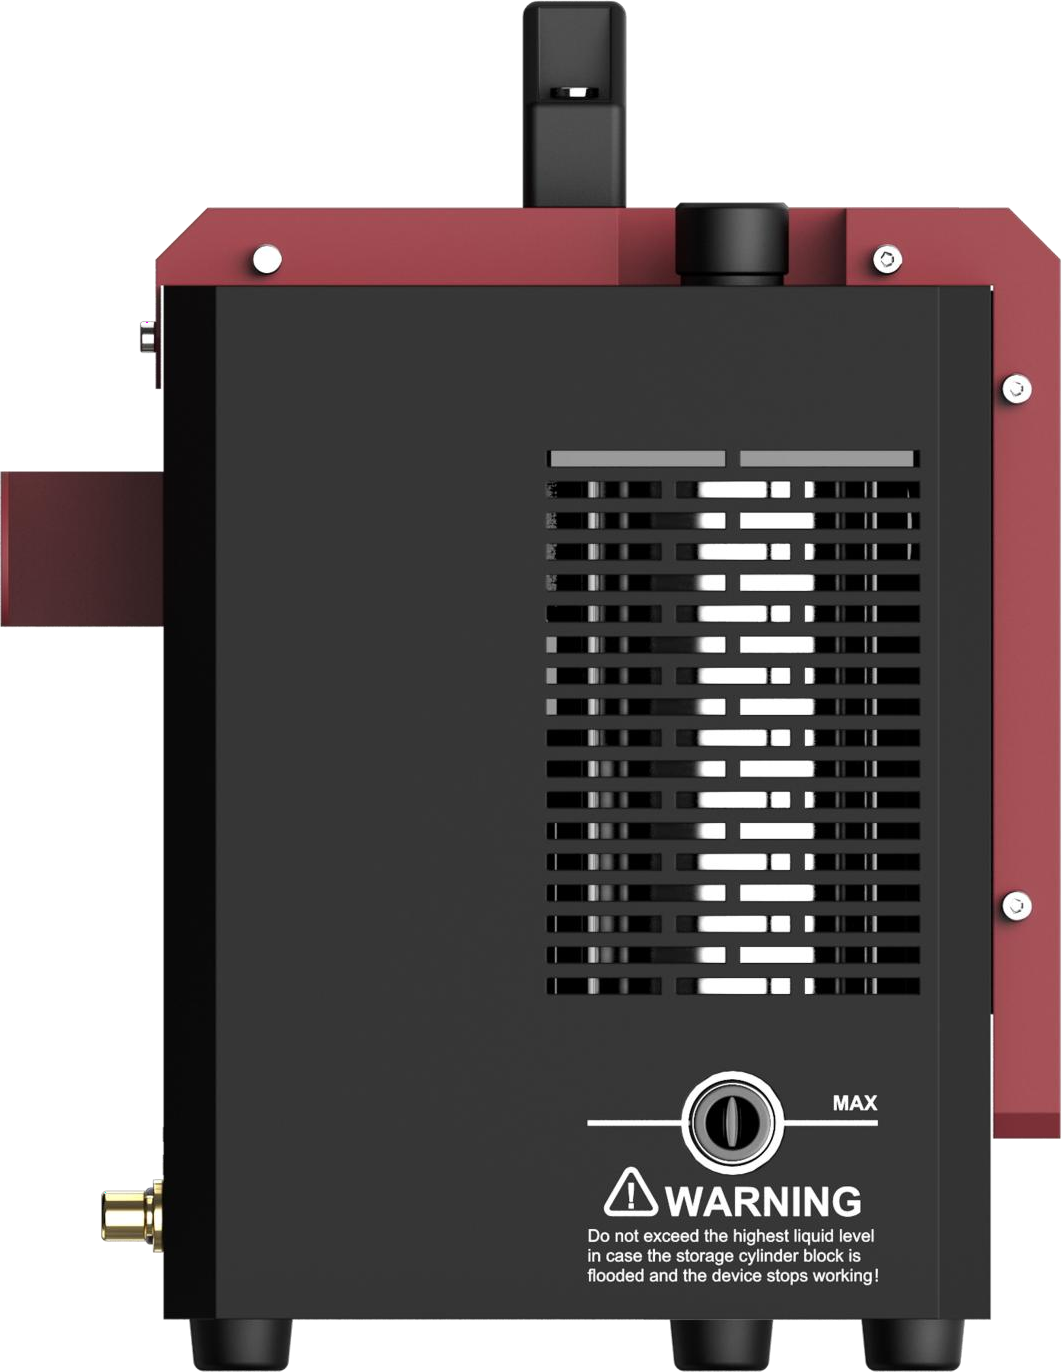 MAX
WARNING
Do not exceed the highest liquid level
in case the storage cylinder block is
flooded and the device stops working!